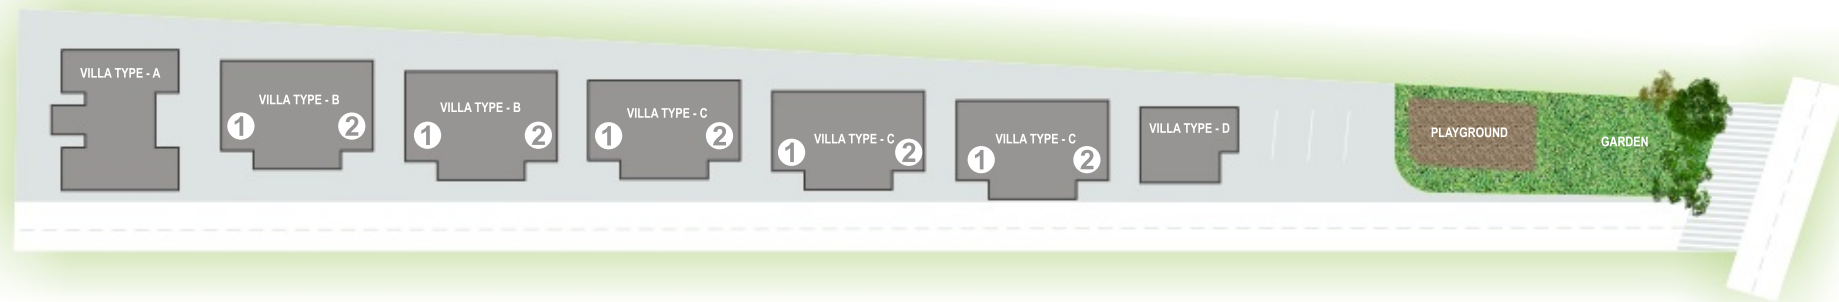 VILLA TYPE - A
VILLA TYPE - B
1 2
VILLA TYPE - B
1 2
VILLA TYPE - C
1 2
VILLA TYPE - C
1 2
VILLA TYPE - C
1 2
VILLA TYPE - D
PLAYGROUND
GARDEN